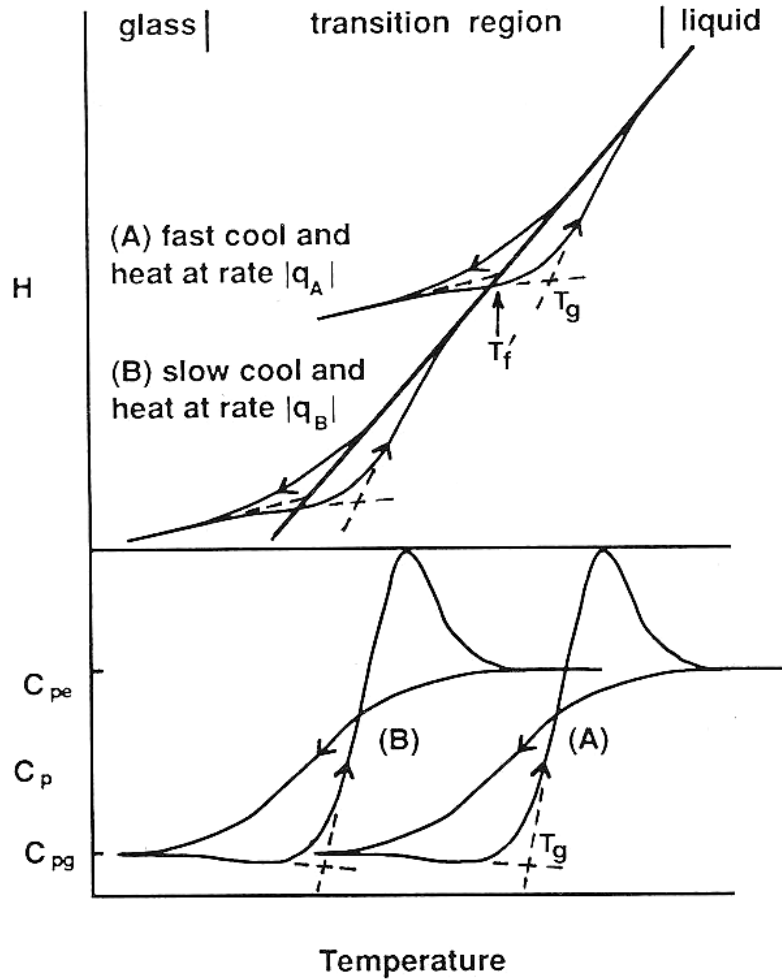 glass| transition region | liquid
(A) fast cool and
heat at rate |q_A|
H
T_g
T_f′
(B) slow cool and
heat at rate |q_B|
C_pe
(B)
(A)
C_p
T_g
C_pg
Temperature